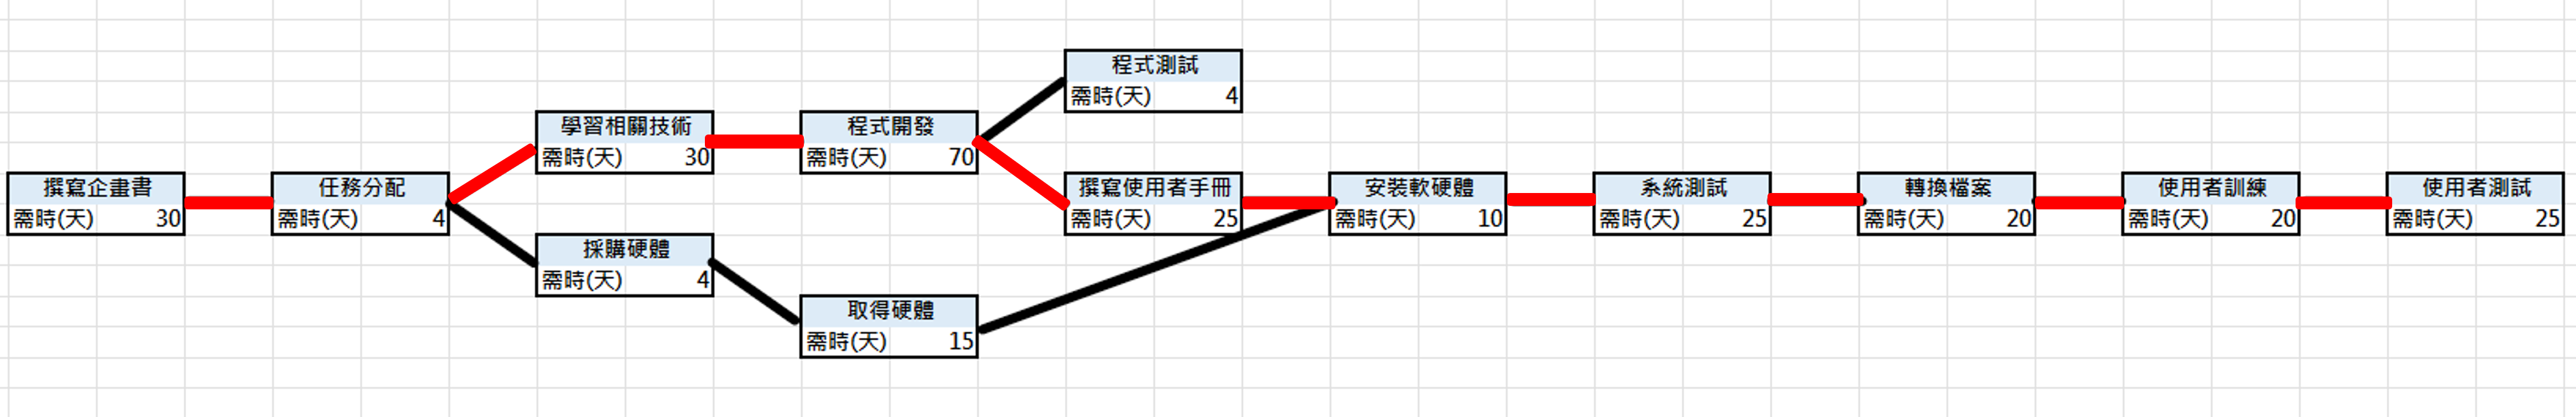 程式測試
需時(天) 4
學習相關技術
需時(天) 30
程式開發
需時(天) 70
撰寫企畫書
需時(天) 30
任務分配
需時(天) 4
撰寫使用者手冊
需時(天) 25
安裝軟硬體
需時(天) 10
系統測試
需時(天) 25
轉換檔案
需時(天) 20
使用者訓練
需時(天) 20
使用者測試
需時(天) 25
採購硬體
需時(天) 4
取得硬體
需時(天) 15